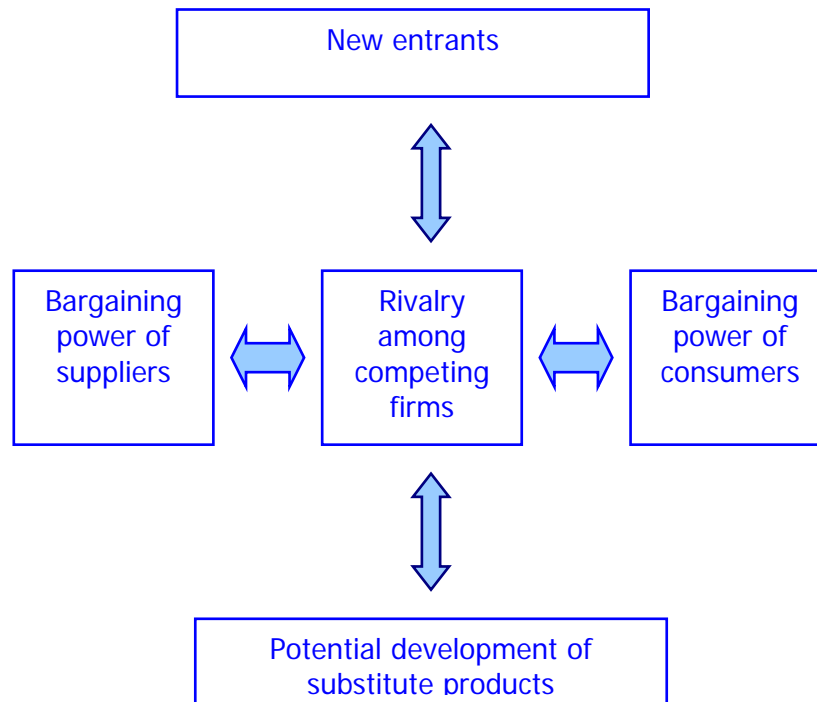 New entrants
Bargaining
power of
suppliers
Rivalry
among
competing
firms
Bargaining
power of
consumers
Potential development of
substitute products